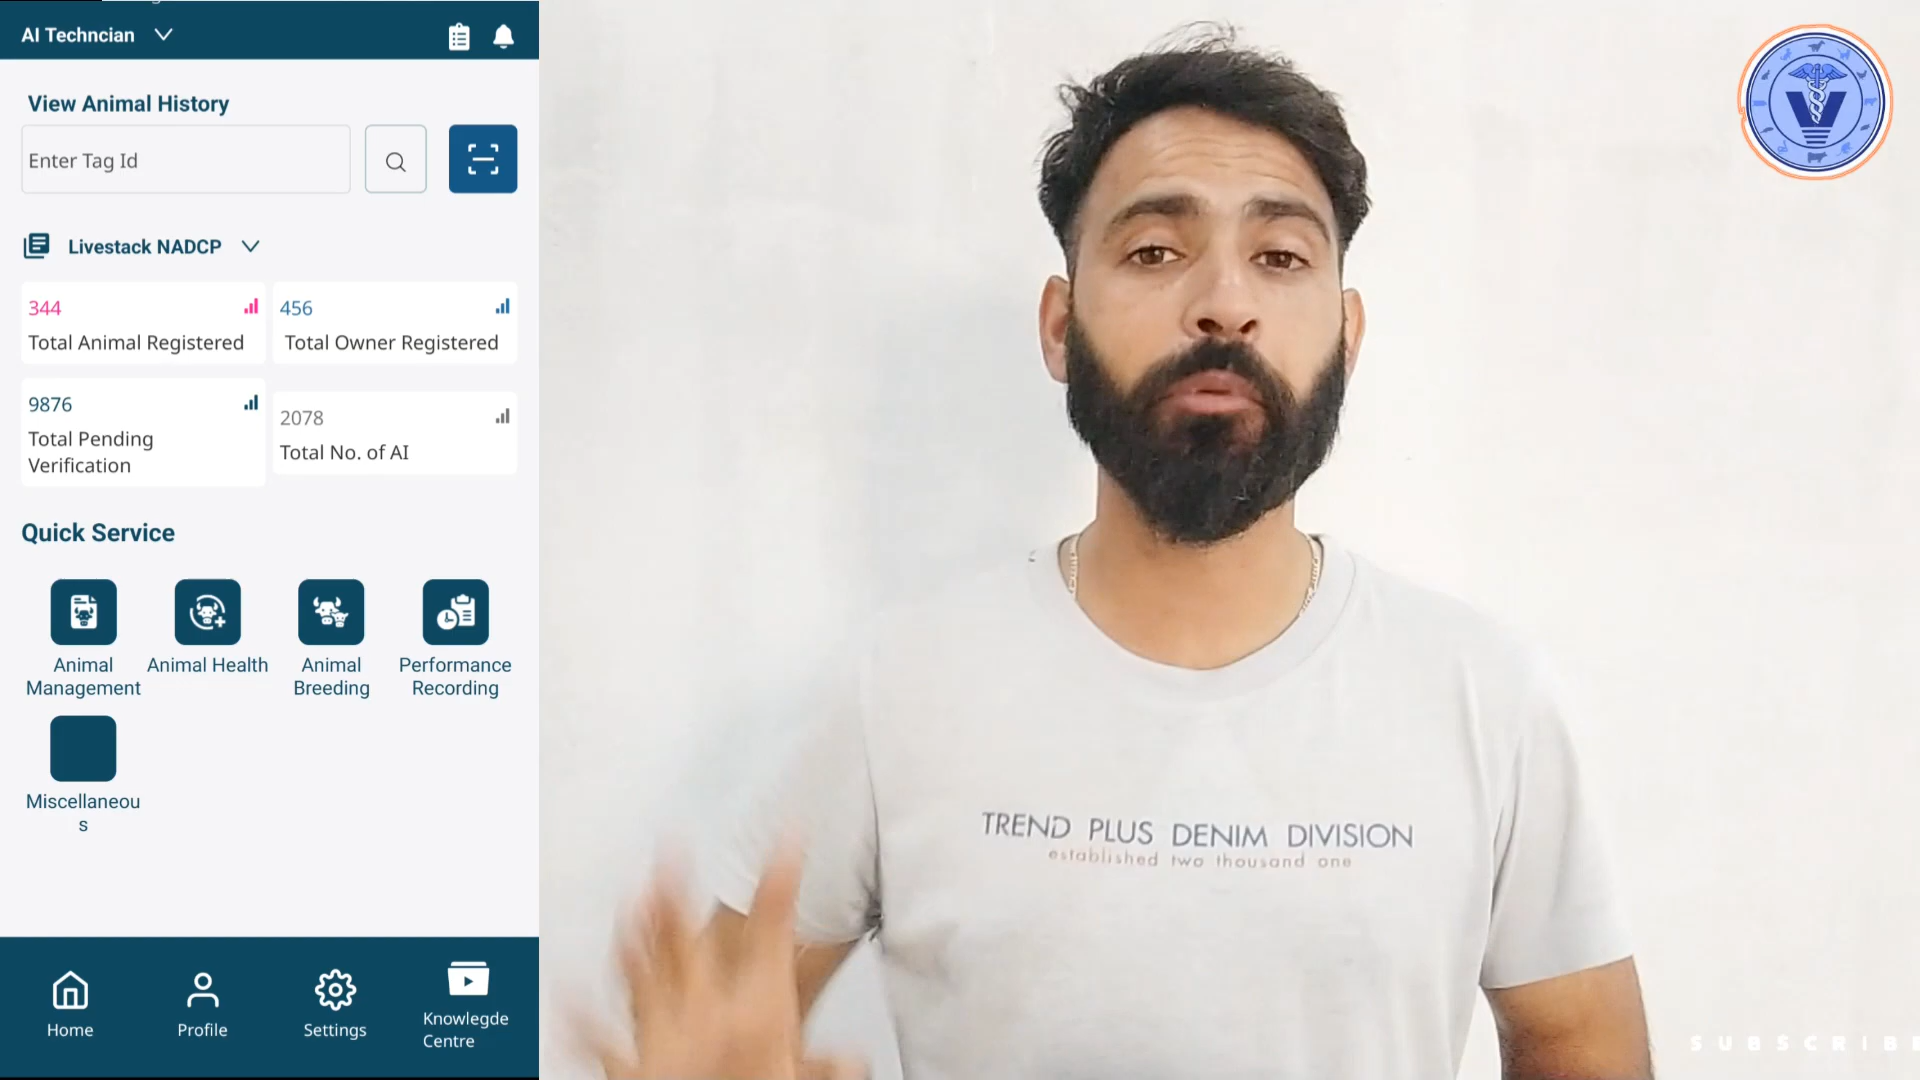 AI Techncian
View Animal History
Enter Tag Id
Livestack NADCP
344
Total Animal Registered
456
Total Owner Registered
9876
Total Pending
Verification
2078
Total No. of AI
Quick Service
Animal
Management
Animal Health
Animal
Breeding
Performance
Recording
Miscellaneou
s
Home
Profile
Settings
Knowlegde
Centre
V
TREND PLUS DENIM DIVISION
established two thousand one
SUBSCRIBE